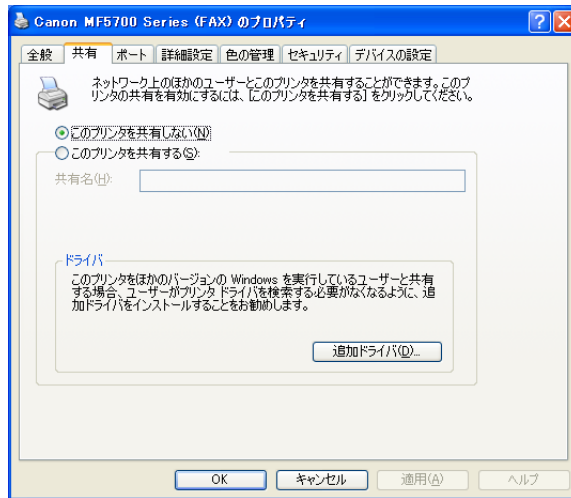 Canon MF5700 Series (FAX) のプロパティ
全般 共有 ポート 詳細設定 色の管理 セキュリティ デバイスの設定
ネットワーク上のほかのユーザーとこのプリンタを共有することができます。このプ
リンタの共有を有効にするには、[このプリンタを共有する] をクリックしてください。
このプリンタを共有しない(N)
このプリンタを共有する(S):
共有名(H):
ドライバ
このプリンタをほかのバージョンの Windows を実行しているユーザーと共有
する場合、ユーザーがプリンタ ドライバを検索する必要がなくなるように、追
加ドライバをインストールすることをお勧めします。
追加ドライバ(D)...
OK キャンセル 適用(A) ヘルプ